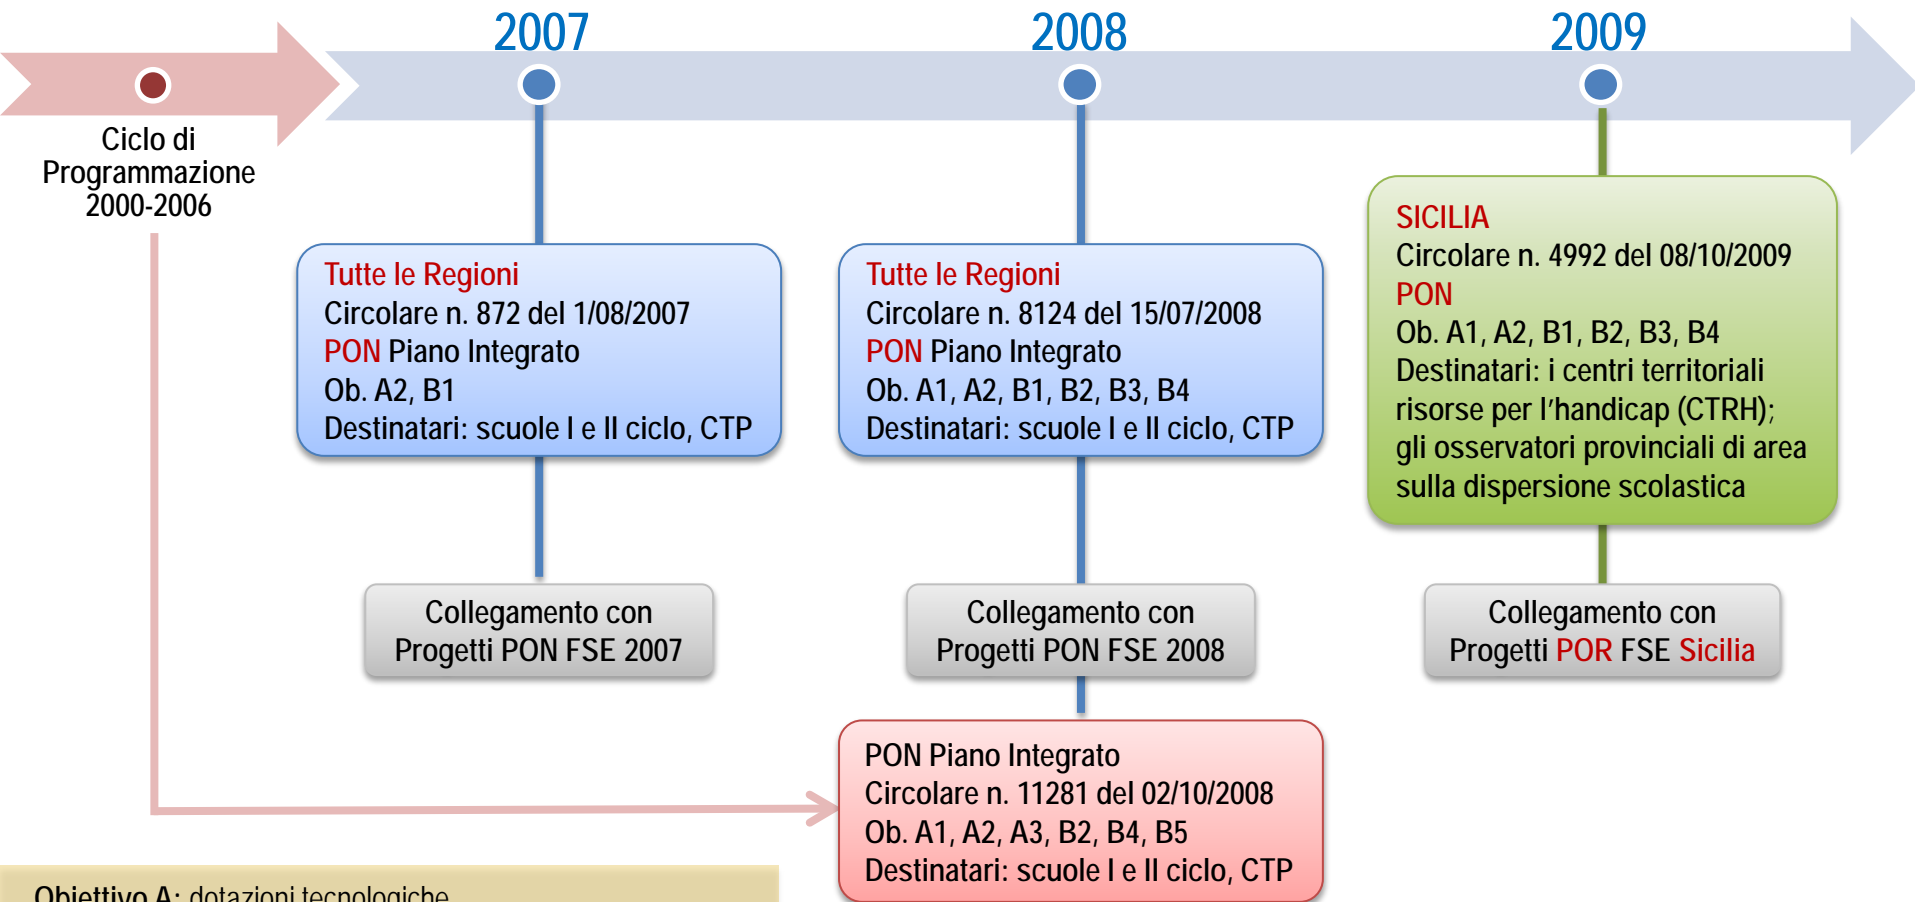 2007
2008
2009
Ciclo di
Programmazione
2000-2006
Tutte le Regioni
Circolare n. 872 del 1/08/2007
PON Piano Integrato
Ob. A2, B1
Destinatari: scuole I e II ciclo, CTP
Tutte le Regioni
Circolare n. 8124 del 15/07/2008
PON Piano Integrato
Ob. A1, A2, B1, B2, B3, B4
Destinatari: scuole I e II ciclo, CTP
SICILIA
Circolare n. 4992 del 08/10/2009
PON
Ob. A1, A2, B1, B2, B3, B4
Destinatari: i centri territoriali
risorse per l'handicap (CTRH);
gli osservatori provinciali di area
sulla dispersione scolastica
Collegamento con
Progetti PON FSE 2007
Collegamento con
Progetti PON FSE 2008
Collegamento con
Progetti POR FSE Sicilia
PON Piano Integrato
Circolare n. 11281 del 02/10/2008
Ob. A1, A2, A3, B2, B4, B5
Destinatari: scuole I e II ciclo, CTP
Obiettivo A: dotazioni tecnologiche